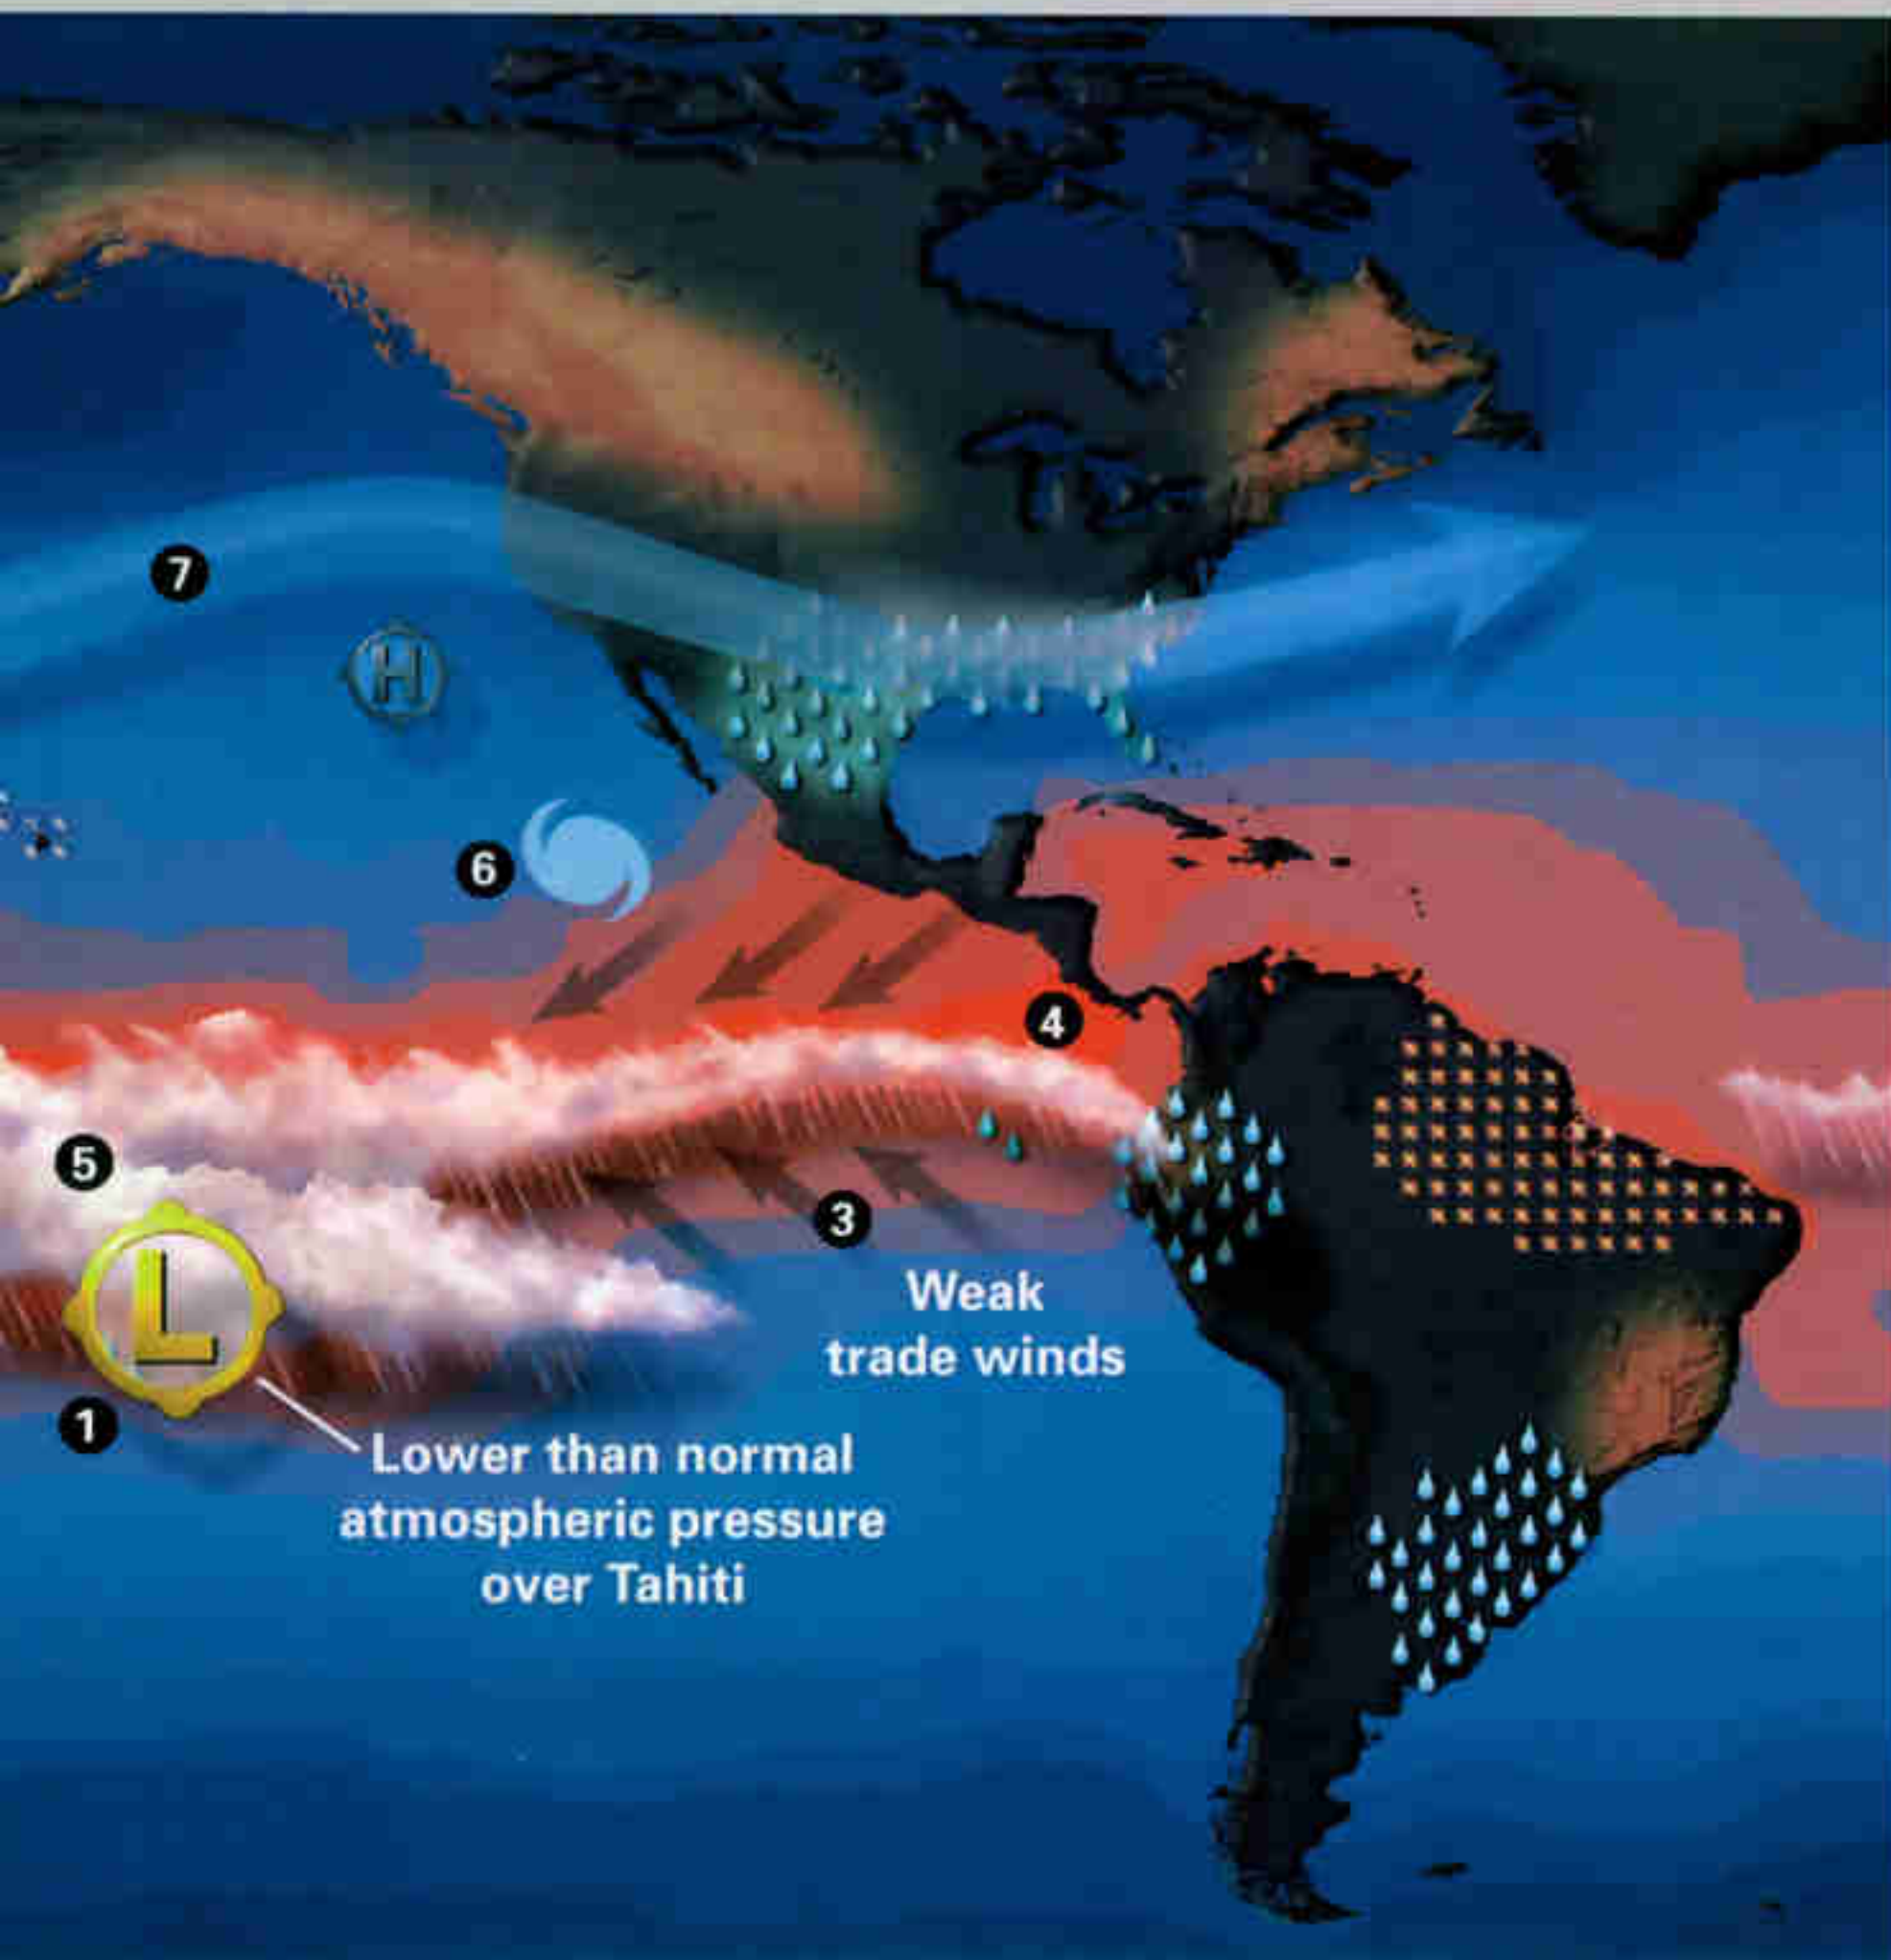 7
H
6
4
5
3
L
Weak
trade winds
1
Lower than normal
atmospheric pressure
over Tahiti